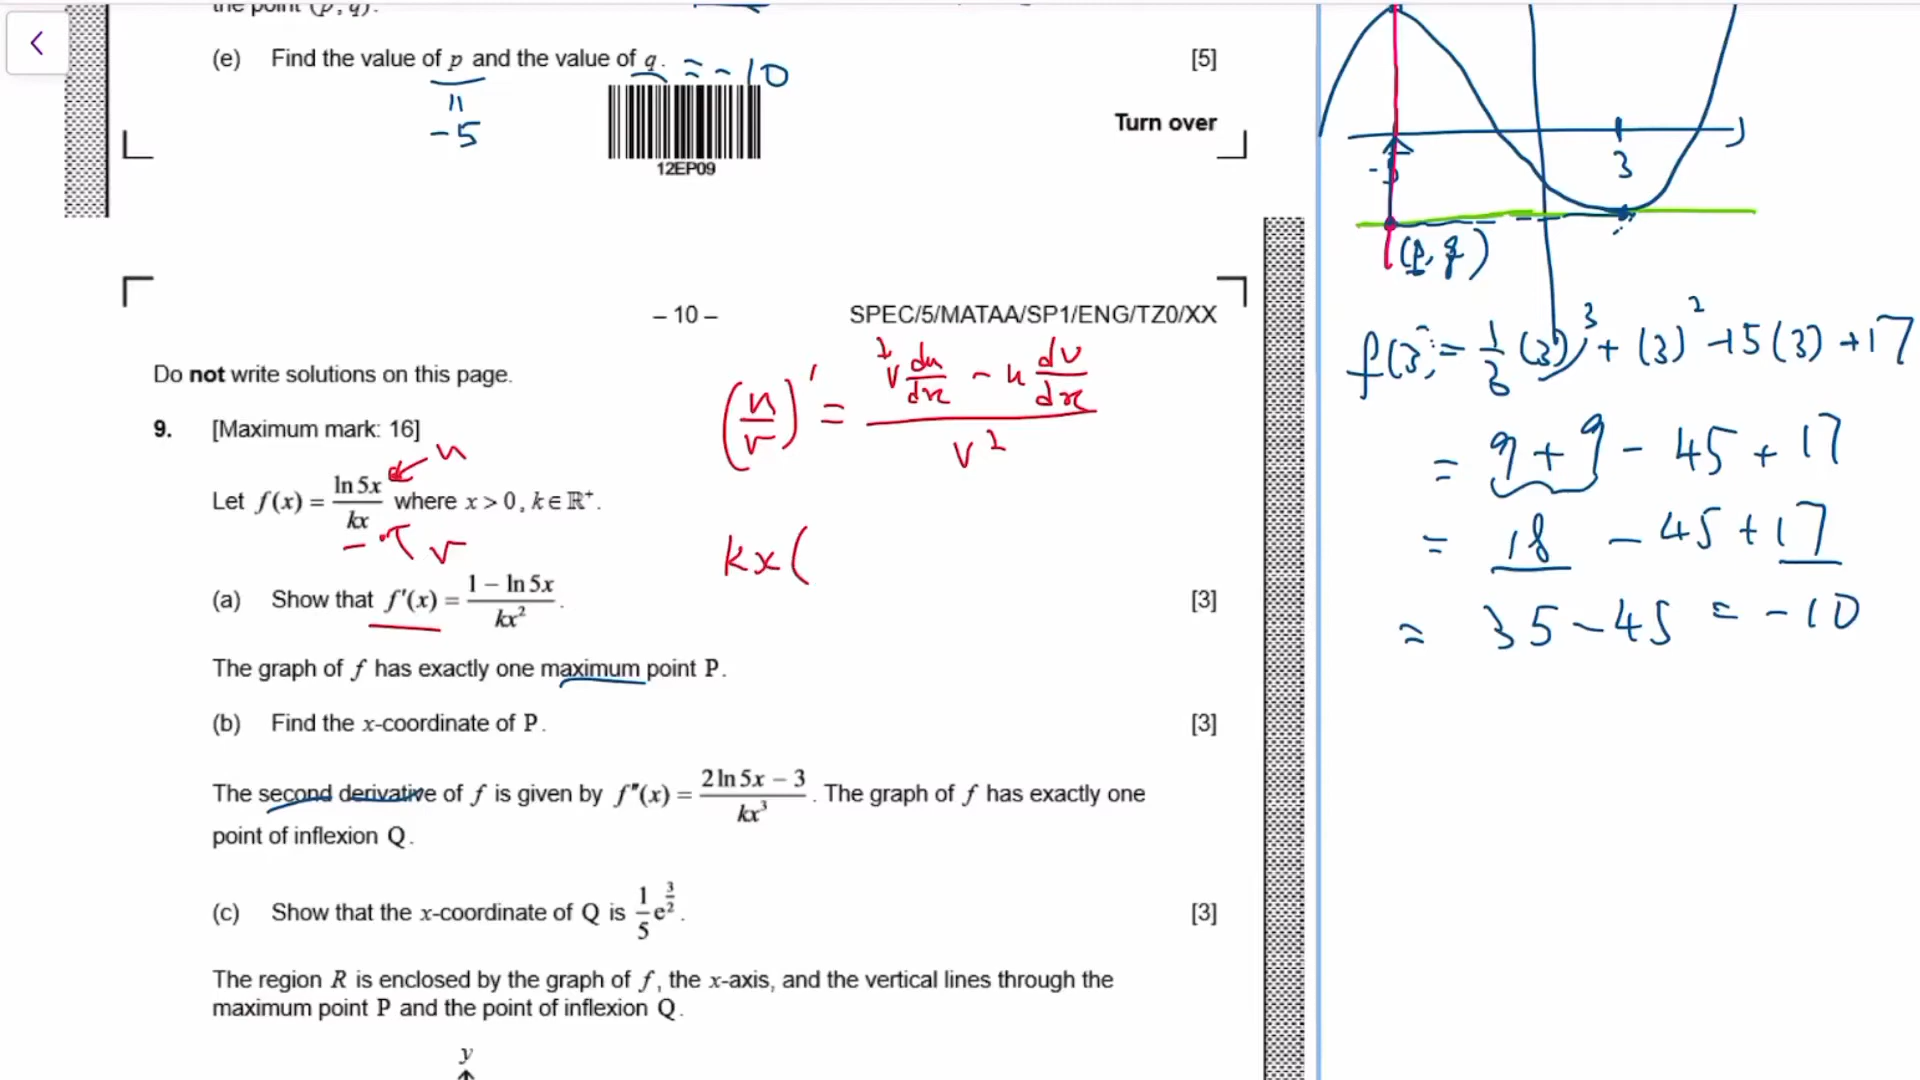 the point (p, q).
(e) Find the value of p and the value of q. = -10 [5]
=
-5
Turn over
12EP09
-3
3
(p, q)
– 10 –
SPEC/5/MATAA/SP1/ENG/TZ0/XX
Do not write solutions on this page.
(u/v)' = (v du/dx - u dv/dx) / v²
9. [Maximum mark: 16]
u
Let f(x) = ln 5x / kx where x > 0, k ∈ ℝ⁺.
v
kx(
(a) Show that f′(x) = (1 − ln 5x) / kx². [3]
The graph of f has exactly one maximum point P.
(b) Find the x-coordinate of P. [3]
The second derivative of f is given by f″(x) = (2 ln 5x − 3) / kx³. The graph of f has exactly one
point of inflexion Q.
(c) Show that the x-coordinate of Q is 1/5 e^(3/2). [3]
The region R is enclosed by the graph of f, the x-axis, and the vertical lines through the
maximum point P and the point of inflexion Q.
y
f(3) = 1/3 (3)³ + (3)² - 15(3) + 17
= 9 + 9 - 45 + 17
= 18 - 45 + 17
= 35 - 45 = -10